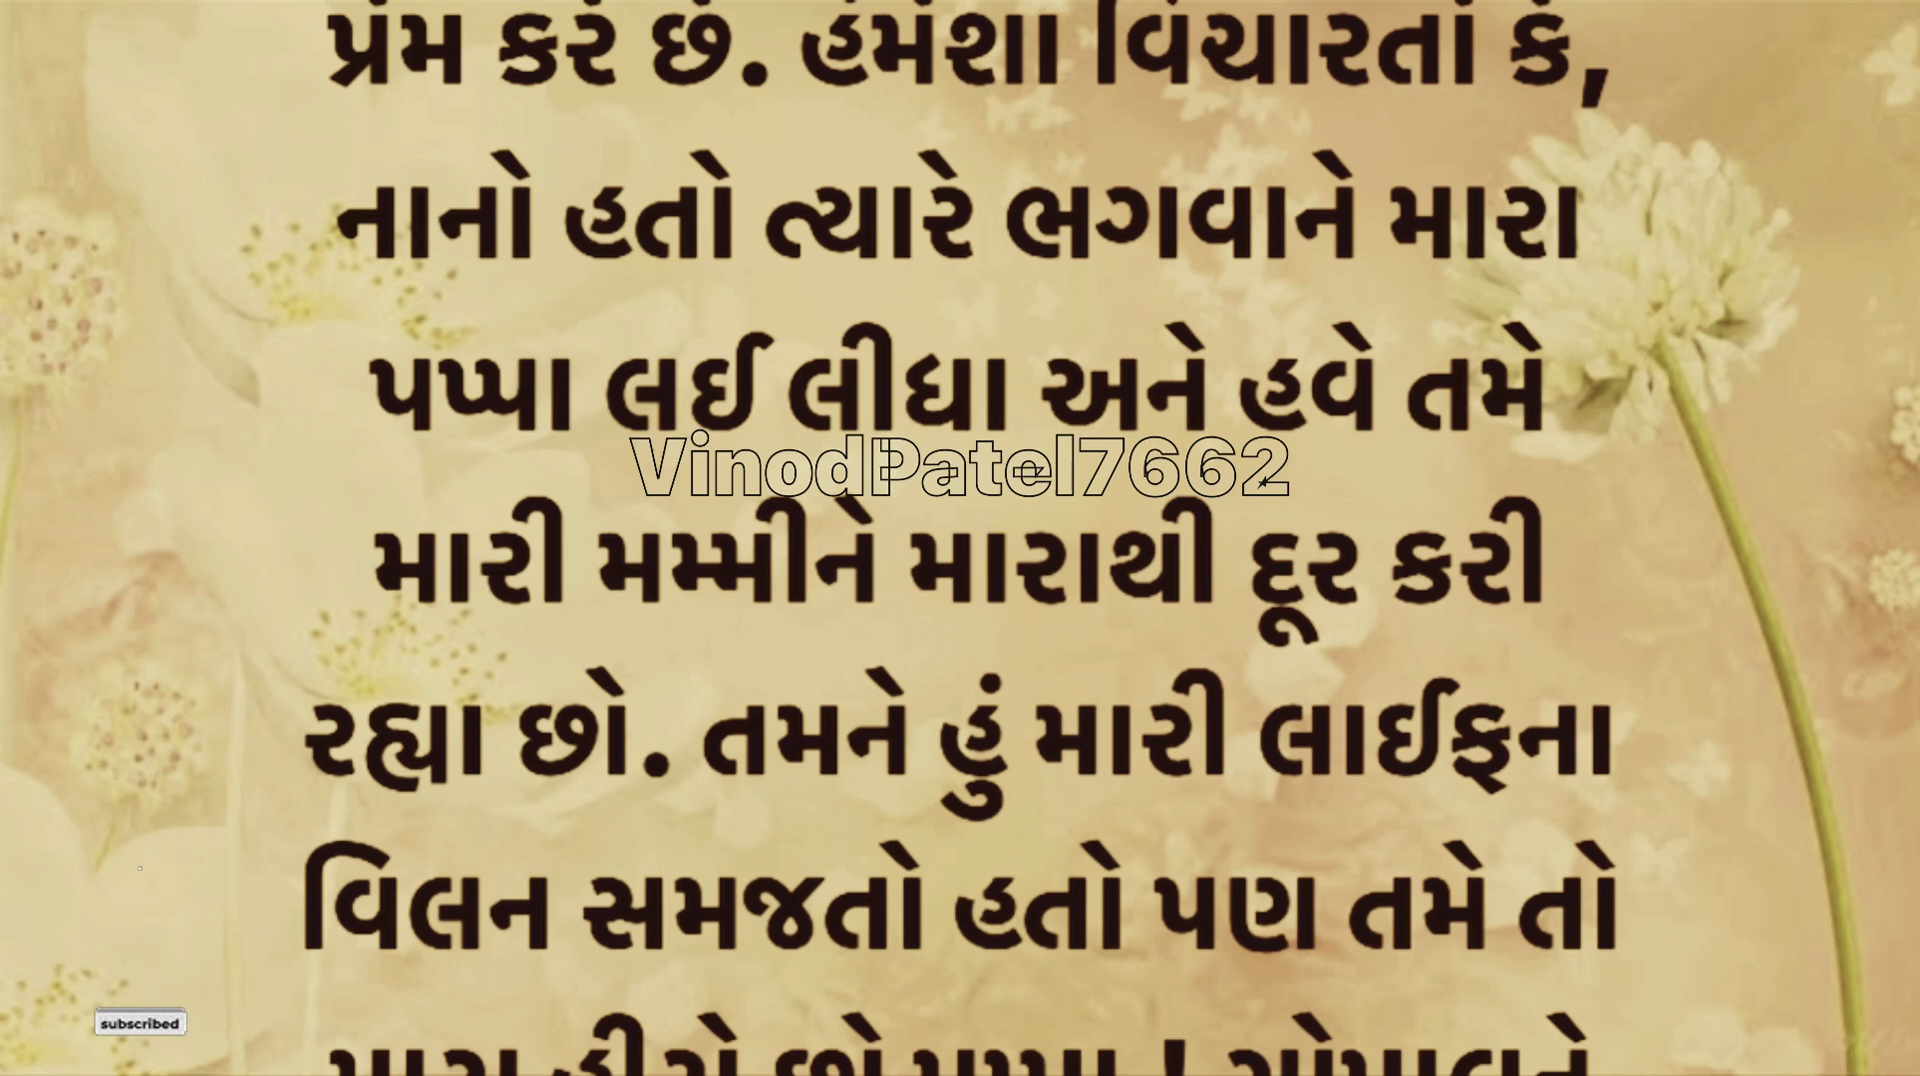 પ્રેમ કરે છે. હંમેશા વિચારતો કે,
નાનો હતો ત્યારે ભગવાને મારા
પપ્પા લઈ લીધા અને હવે તમે
VinodPatel7662
મારી મમ્મીને મારાથી દૂર કરી
રહ્યા છો. તમને હું મારી લાઈફના
વિલન સમજતો હતો પણ તમે તો
subscribed